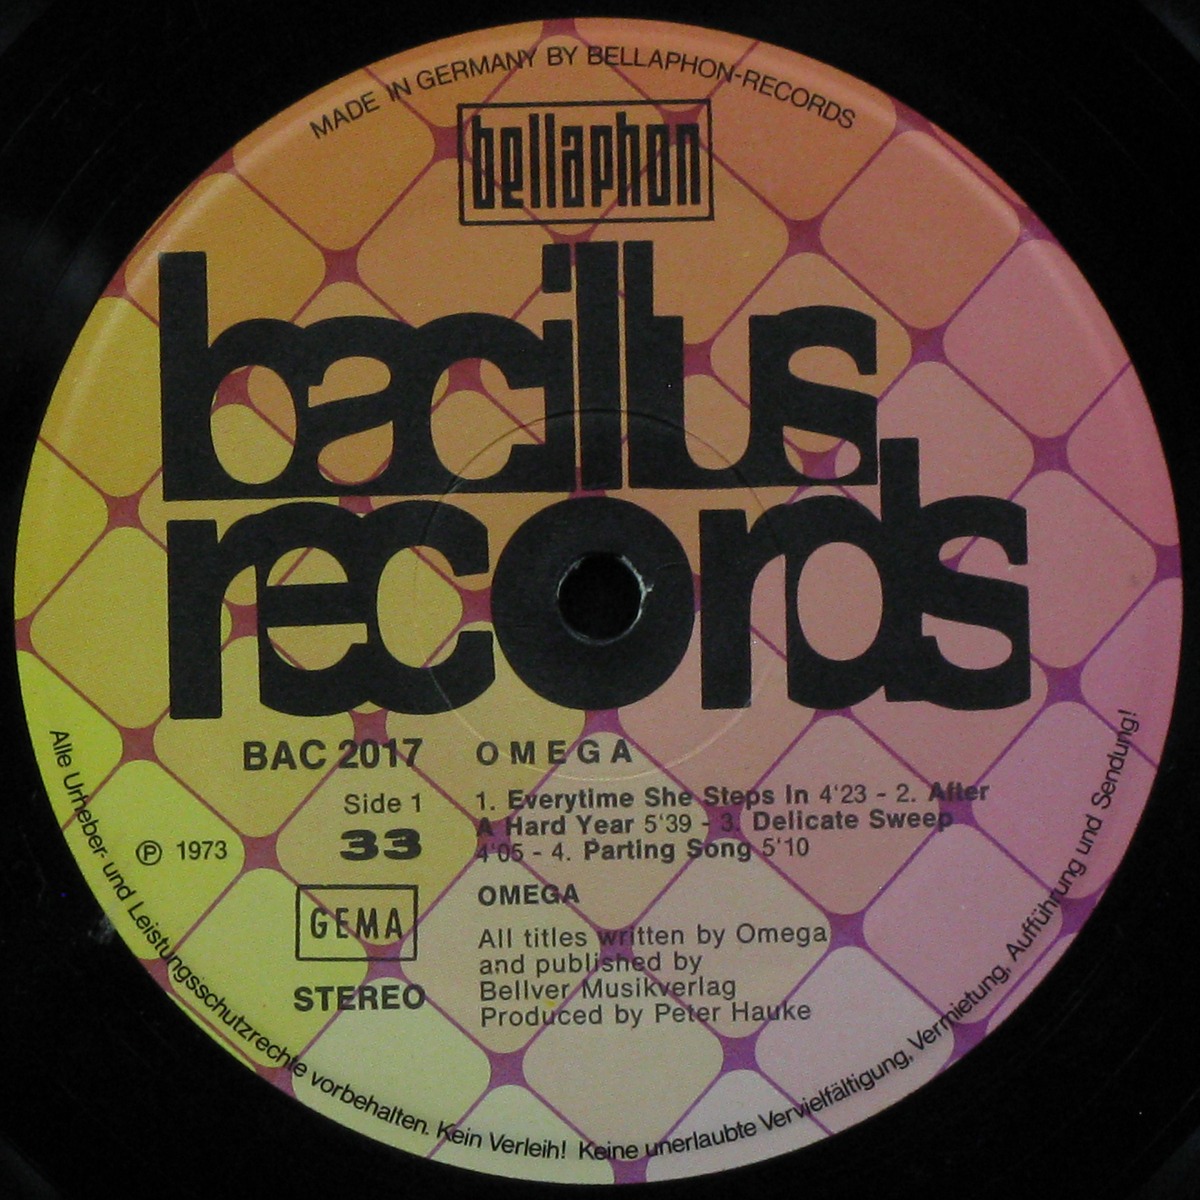 MADE IN GERMANY BY BELLAPHON-RECORDS
bellaphon
bacillus
records
BAC 2017
Side 1
33
Ⓟ 1973
GEMA
STEREO
OMEGA
1. Everytime She Steps In 4'23 - 2. After
A Hard Year 5'39 - 3. Delicate Sweep
4'05 - 4. Parting Song 5'10
OMEGA
All titles written by Omega
and published by
Bellver Musikverlag
Produced by Peter Hauke
Alle Urheber- und Leistungsschutzrechte vorbehalten. Kein Verleih! Keine unerlaubte Vervielfältigung, Vermietung, Aufführung und Sendung!